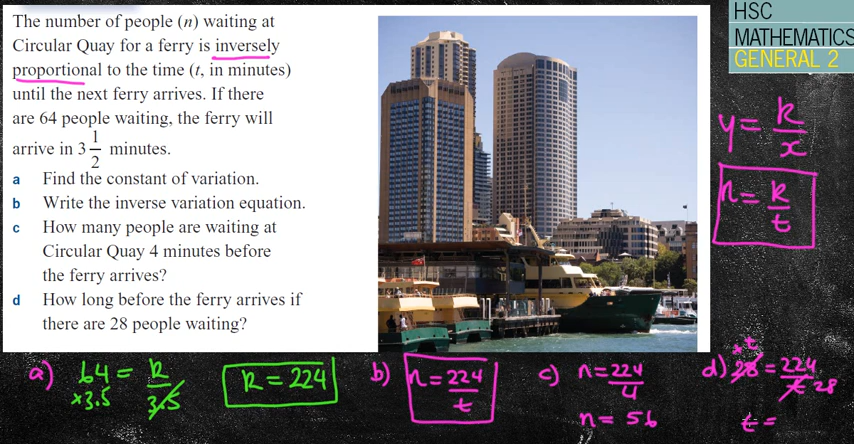 The number of people (n) waiting at
Circular Quay for a ferry is inversely
proportional to the time (t, in minutes)
until the next ferry arrives. If there
are 64 people waiting, the ferry will
arrive in 3 1/2 minutes.
a Find the constant of variation.
b Write the inverse variation equation.
c How many people are waiting at
Circular Quay 4 minutes before
the ferry arrives?
d How long before the ferry arrives if
there are 28 people waiting?
HSC
MATHEMATICS
GENERAL 2
y = k/x
n = k/t
a) 64 = k/3.5
×3.5
k = 224
b) n = 224/t
c) n = 224/4
n = 56
d) 28 = 224/t
×t
28
t =